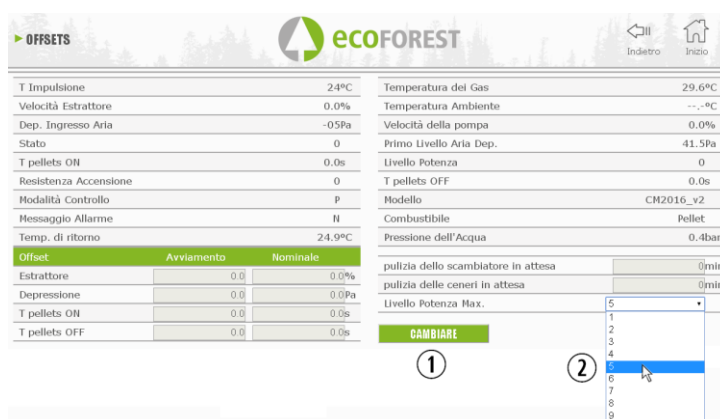 ► OFFSETS
ecoFOREST
Indietro
Inizio
T Impulsione 24ºC
Velocità Estrattore 0.0%
Dep. Ingresso Aria -05Pa
Stato 0
T pellets ON 0.0s
Resistenza Accensione 0
Modalità Controllo P
Messaggio Allarme N
Temp. di ritorno 24.9ºC
Offset Avviamento Nominale
Estrattore 0.0 0.0%
Depressione 0.0 0.0Pa
T pellets ON 0.0 0.0s
T pellets OFF 0.0 0.0s
Temperatura dei Gas 29.6ºC
Temperatura Ambiente --.-ºC
Velocità della pompa 0.0%
Primo Livello Aria Dep. 41.5Pa
Livello Potenza 0
T pellets OFF 0.0s
Modello CM2016_v2
Combustibile Pellet
Pressione dell'Acqua 0.4bar
pulizia dello scambiatore in attesa 0min
pulizia delle ceneri in attesa 0min
Livello Potenza Max. 5
1
2
3
4
5
6
7
8
9
CAMBIARE
1
2